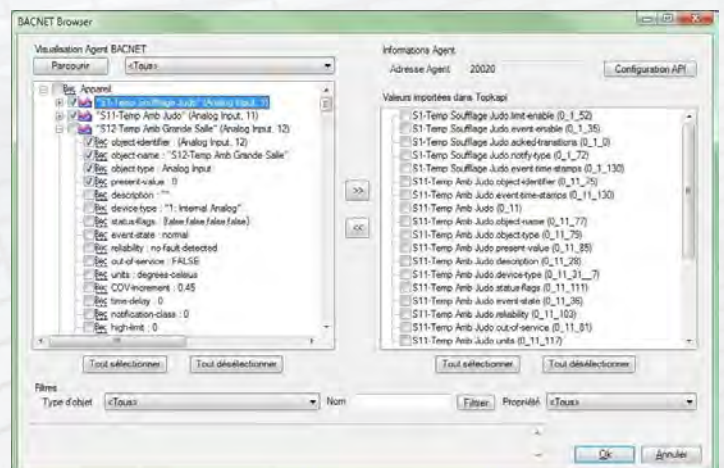 BACNET Browser
Visualisation Agent BACNET
Parcourir
<Tous>
Appareil
"S1-Temp Soufflage Judo" (Analog Input, 1)
"S11-Temp Amb Judo" (Analog Input, 11)
"S12-Temp Amb Grande Salle" (Analog Input, 12)
object-identifier : (Analog Input, 12)
object-name : "S12-Temp Amb Grande Salle"
object-type : Analog Input
present-value : 0
description : ""
device-type : "1: Internal Analog"
status-flags : {false,false,false,false}
event-state : normal
reliability : no fault detected
out-of-service : FALSE
units : degrees-celsius
COV-increment : 0.45
time-delay : 0
notification-class : 0
high-limit : 0
Tout sélectionner
Tout désélectionner
>>
<<
Informations Agent
Adresse Agent 20020
Configuration API
Valeurs importées dans Topkapi
S1-Temp Soufflage Judo.limit-enable (0_1_52)
S1-Temp Soufflage Judo.event-enable (0_1_35)
S1-Temp Soufflage Judo.acked-transitions (0_1_0)
S1-Temp Soufflage Judo.notify-type (0_1_72)
S1-Temp Soufflage Judo.event-time-stamps (0_1_130)
S11-Temp Amb Judo.object-identifier (0_11_75)
S11-Temp Amb Judo.event-time-stamps (0_11_130)
S11-Temp Amb Judo (0_11)
S11-Temp Amb Judo.object-name (0_11_77)
S11-Temp Amb Judo.object-type (0_11_79)
S11-Temp Amb Judo.present-value (0_11_85)
S11-Temp Amb Judo.description (0_11_28)
S11-Temp Amb Judo.device-type (0_11_31__7)
S11-Temp Amb Judo.status-flags (0_11_111)
S11-Temp Amb Judo.event-state (0_11_36)
S11-Temp Amb Judo.reliability (0_11_103)
S11-Temp Amb Judo.out-of-service (0_11_81)
S11-Temp Amb Judo.units (0_11_117)
Tout sélectionner
Tout désélectionner
Filtres
Type d'objet <Tous>
Nom
Filtrer
Propriété <Tous>
Ok
Annuler